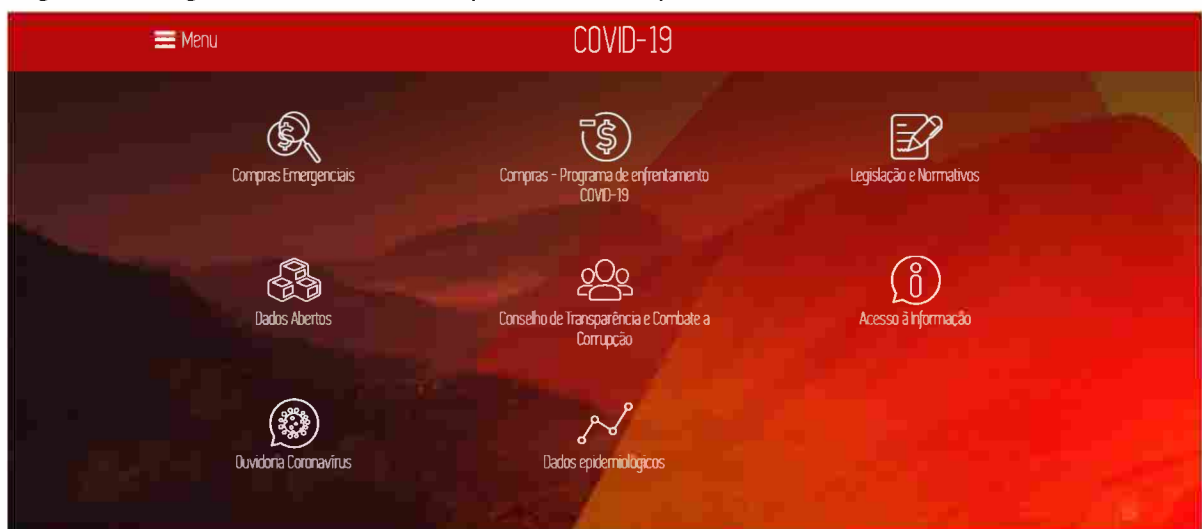 Menu
COVID-19
Compras Emergenciais
Compras - Programa de enfrentamento
COVID-19
Legislação e Normativos
Dados Abertos
Conselho de Transparência e Combate a
Corrupção
Acesso à Informação
Ouvidoria Coronavírus
Dados epidemiológicos